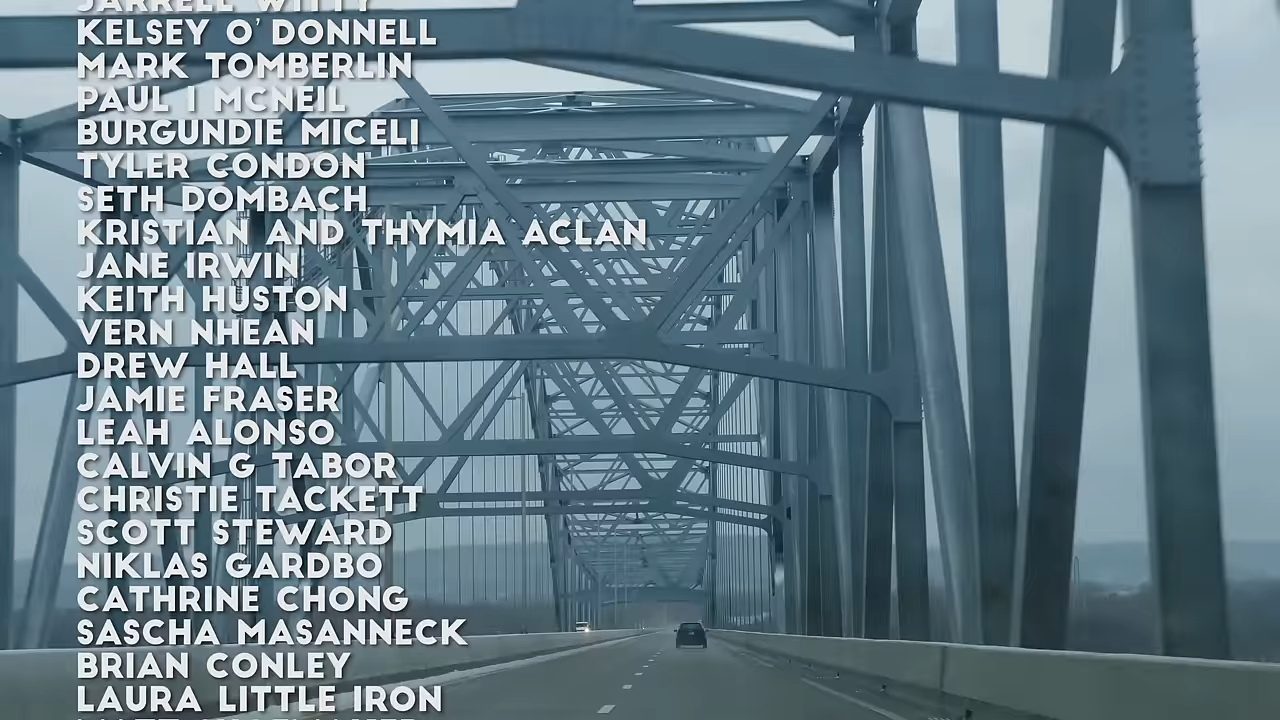 JARRELL WITTY
KELSEY O'DONNELL
MARK TOMBERLIN
PAUL I MCNEIL
BURGUNDIE MICELI
TYLER CONDON
SETH DOMBACH
KRISTIAN AND THYMIA ACLAN
JANE IRWIN
KEITH HUSTON
VERN NHEAN
DREW HALL
JAMIE FRASER
LEAH ALONSO
CALVIN G TABOR
CHRISTIE TACKETT
SCOTT STEWARD
NIKLAS GARDBO
CATHRINE CHONG
SASCHA MASANNECK
BRIAN CONLEY
LAURA LITTLE IRON